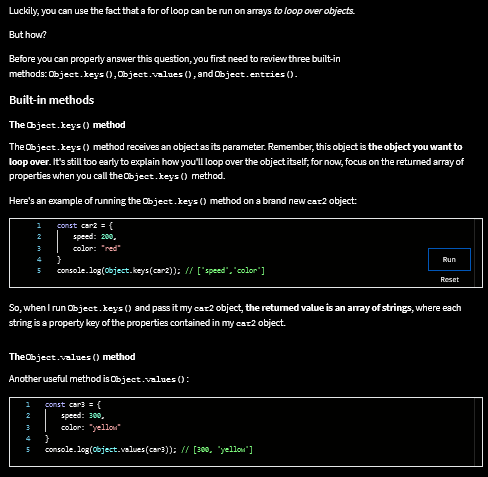 Luckily, you can use the fact that a for of loop can be run on arrays to loop over objects.
But how?
Before you can properly answer this question, you first need to review three built-in
methods: Object.keys(), Object.values(), and Object.entries().
Built-in methods
The Object.keys() method
The Object.keys() method receives an object as its parameter. Remember, this object is the object you want to
loop over. It's still too early to explain how you'll loop over the object itself; for now, focus on the returned array of
properties when you call the Object.keys() method.
Here's an example of running the Object.keys() method on a brand new car2 object:
1 const car2 = {
2 speed: 200,
3 color: "red"
4 }
5 console.log(Object.keys(car2)); // ['speed','color']
Run
Reset
So, when I run Object.keys() and pass it my car2 object, the returned value is an array of strings, where each
string is a property key of the properties contained in my car2 object.
The Object.values() method
Another useful method is Object.values():
1 const car3 = {
2 speed: 300,
3 color: "yellow"
4 }
5 console.log(Object.values(car3)); // [300, 'yellow']